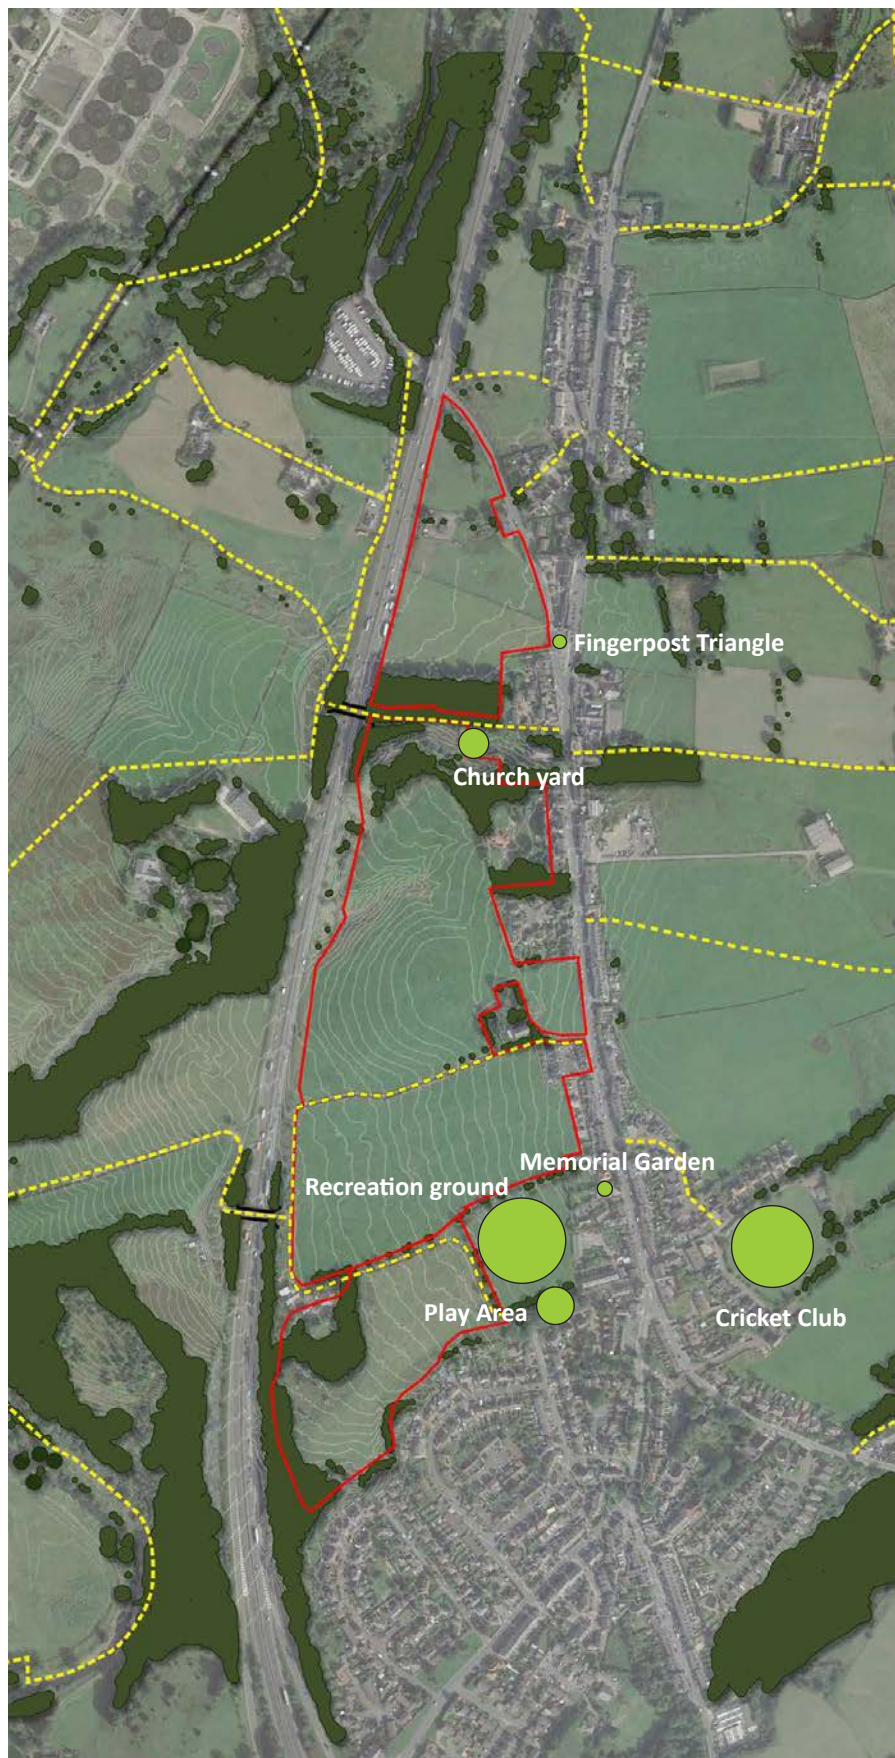 Fingerpost Triangle
Church yard
Memorial Garden
Recreation ground
Play Area
Cricket Club